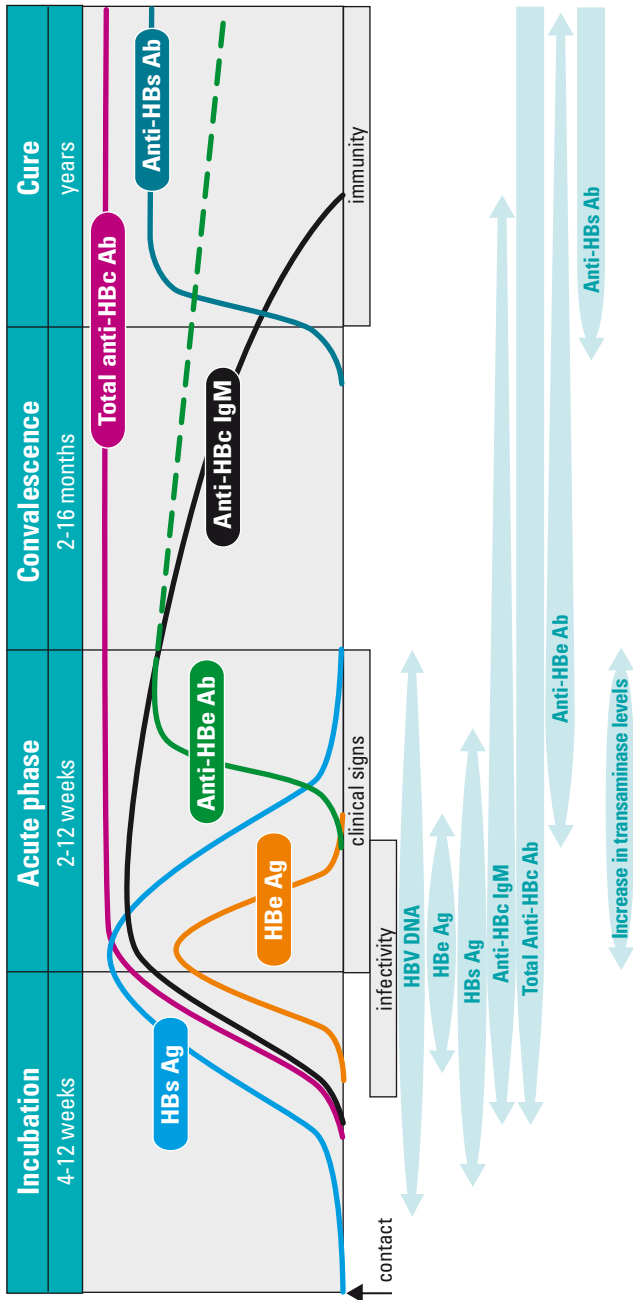 Incubation
Acute phase
Convalescence
Cure
4-12 weeks
2-12 weeks
2-16 months
years
Total anti-HBc Ab
Anti-HBs Ab
HBs Ag
Anti-HBe Ab
Anti-HBc IgM
HBe Ag
contact
infectivity
clinical signs
immunity
HBV DNA
HBe Ag
HBs Ag
Anti-HBc IgM
Total Anti-HBc Ab
Anti-HBe Ab
Anti-HBs Ab
Increase in transaminase levels